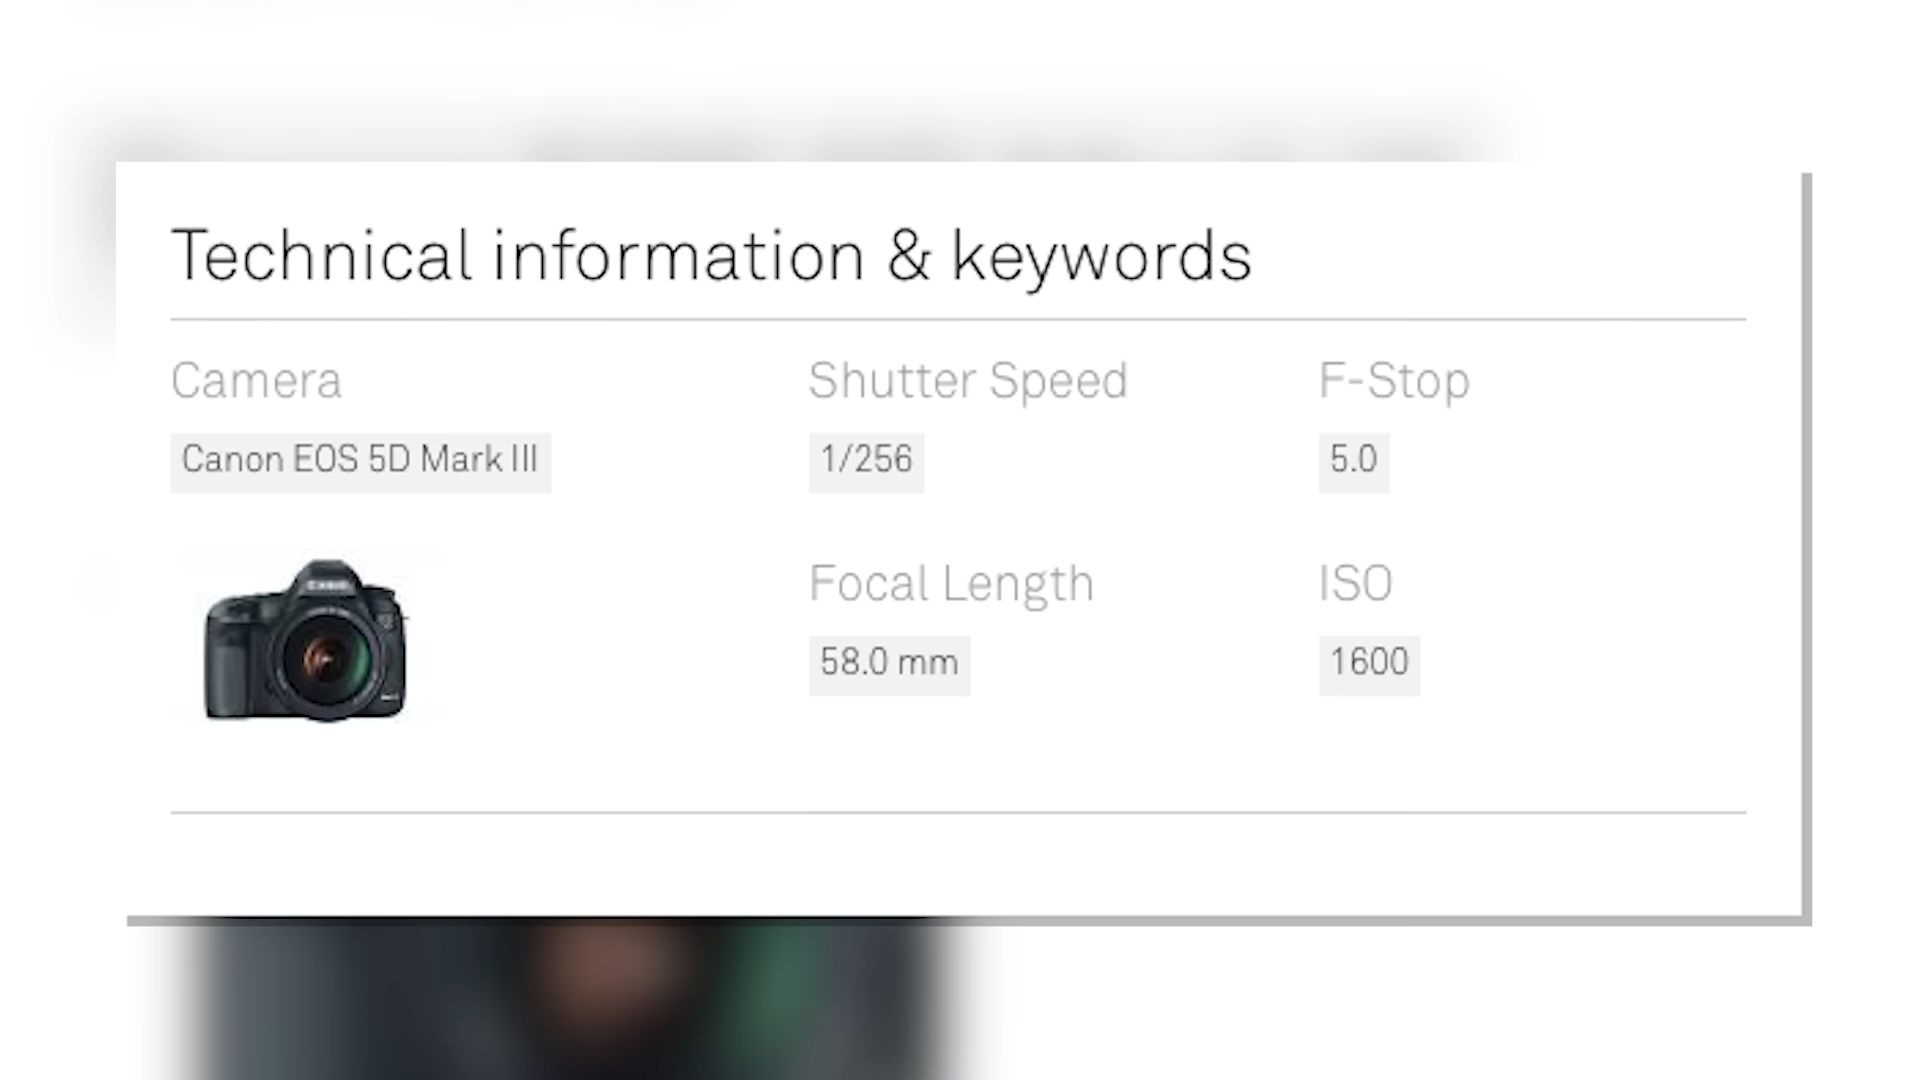 Technical information & keywords
Camera
Shutter Speed
F-Stop
Canon EOS 5D Mark III
1/256
5.0
Focal Length
ISO
58.0 mm
1600
Canon